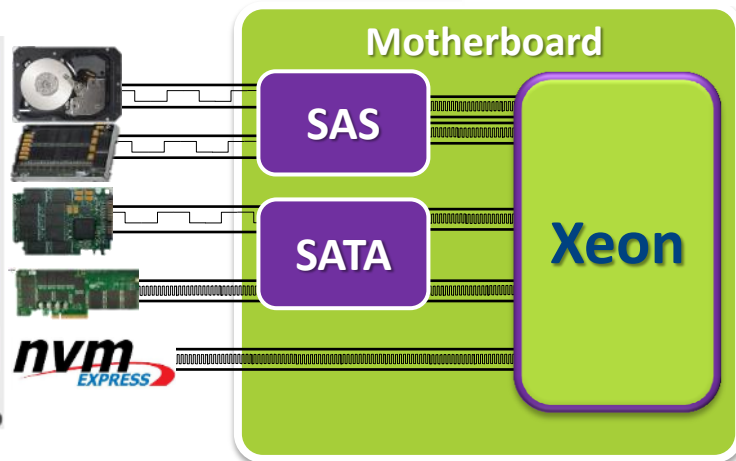 Motherboard
SAS
SATA
Xeon
nvm
EXPRESS